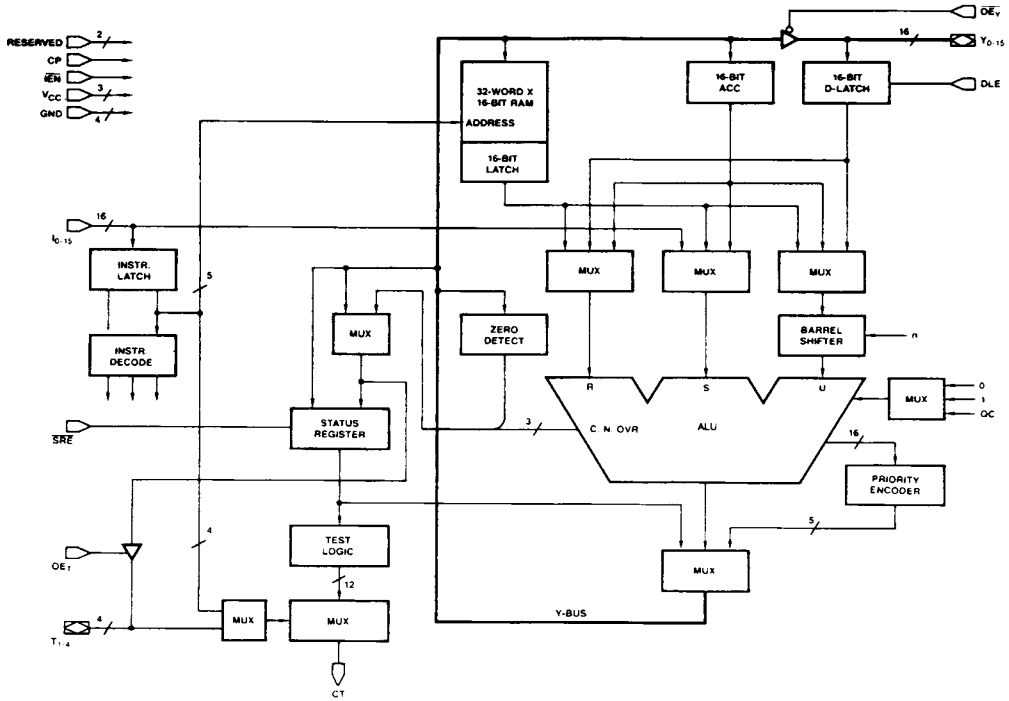 OEY
RESERVED 2
16 Y0-15
CP
IEN
VCC 3
GND 4
32-WORD X
16-BIT RAM
ADDRESS
16-BIT
LATCH
16-BIT
ACC
16-BIT
D-LATCH
DLE
I0-15 16
INSTR.
LATCH
5
INSTR.
DECODE
MUX
MUX
MUX
MUX
ZERO
DETECT
BARREL
SHIFTER
n
R
S
U
MUX
0
1
QC
SRE
STATUS
REGISTER
3
C, N, OVR
ALU
16
PRIORITY
ENCODER
5
OET
4
TEST
LOGIC
12
MUX
T1-4 4
MUX
MUX
Y-BUS
CT